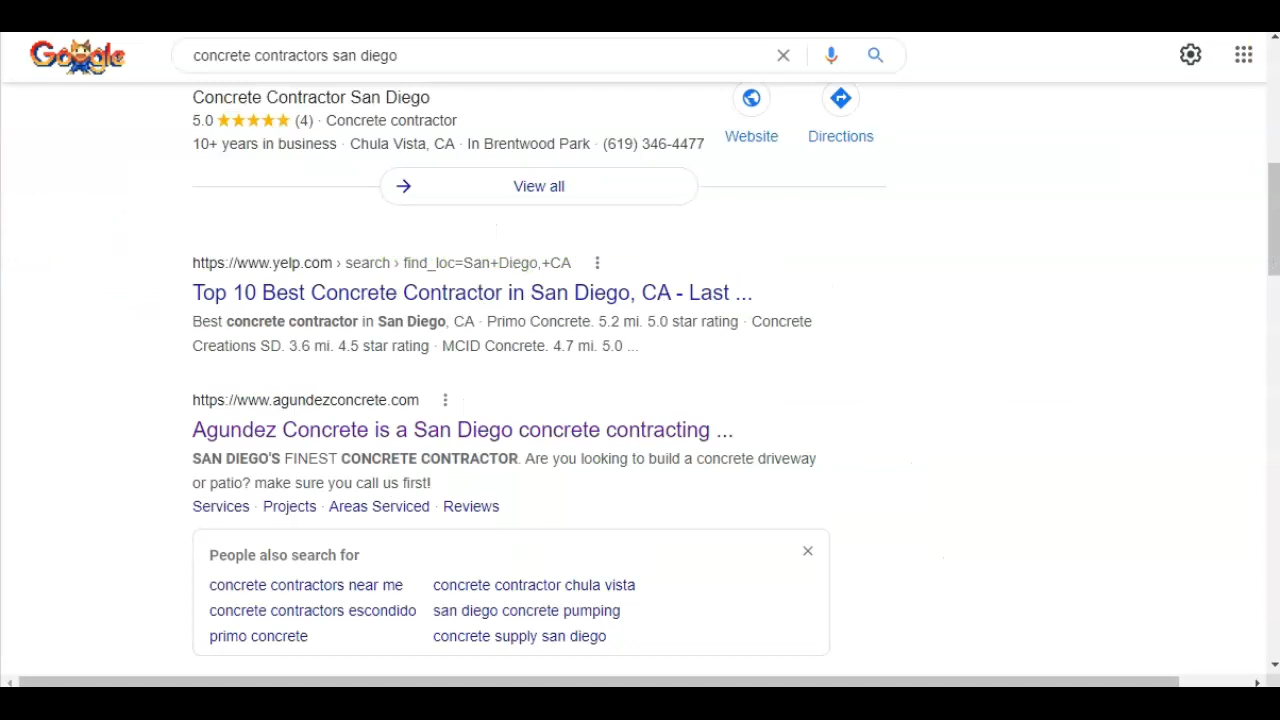 Google
concrete contractors san diego
Concrete Contractor San Diego
5.0 ★★★★★ (4) · Concrete contractor
10+ years in business · Chula Vista, CA · In Brentwood Park · (619) 346-4477
Website
Directions
View all
https://www.yelp.com › search › find_loc=San+Diego,+CA
Top 10 Best Concrete Contractor in San Diego, CA - Last ...
Best concrete contractor in San Diego, CA · Primo Concrete. 5.2 mi. 5.0 star rating · Concrete
Creations SD. 3.6 mi. 4.5 star rating · MCID Concrete. 4.7 mi. 5.0 ...
https://www.agundezconcrete.com
Agundez Concrete is a San Diego concrete contracting ...
SAN DIEGO'S FINEST CONCRETE CONTRACTOR. Are you looking to build a concrete driveway
or patio? make sure you call us first!
Services · Projects · Areas Serviced · Reviews
People also search for
concrete contractors near me
concrete contractor chula vista
concrete contractors escondido
san diego concrete pumping
primo concrete
concrete supply san diego